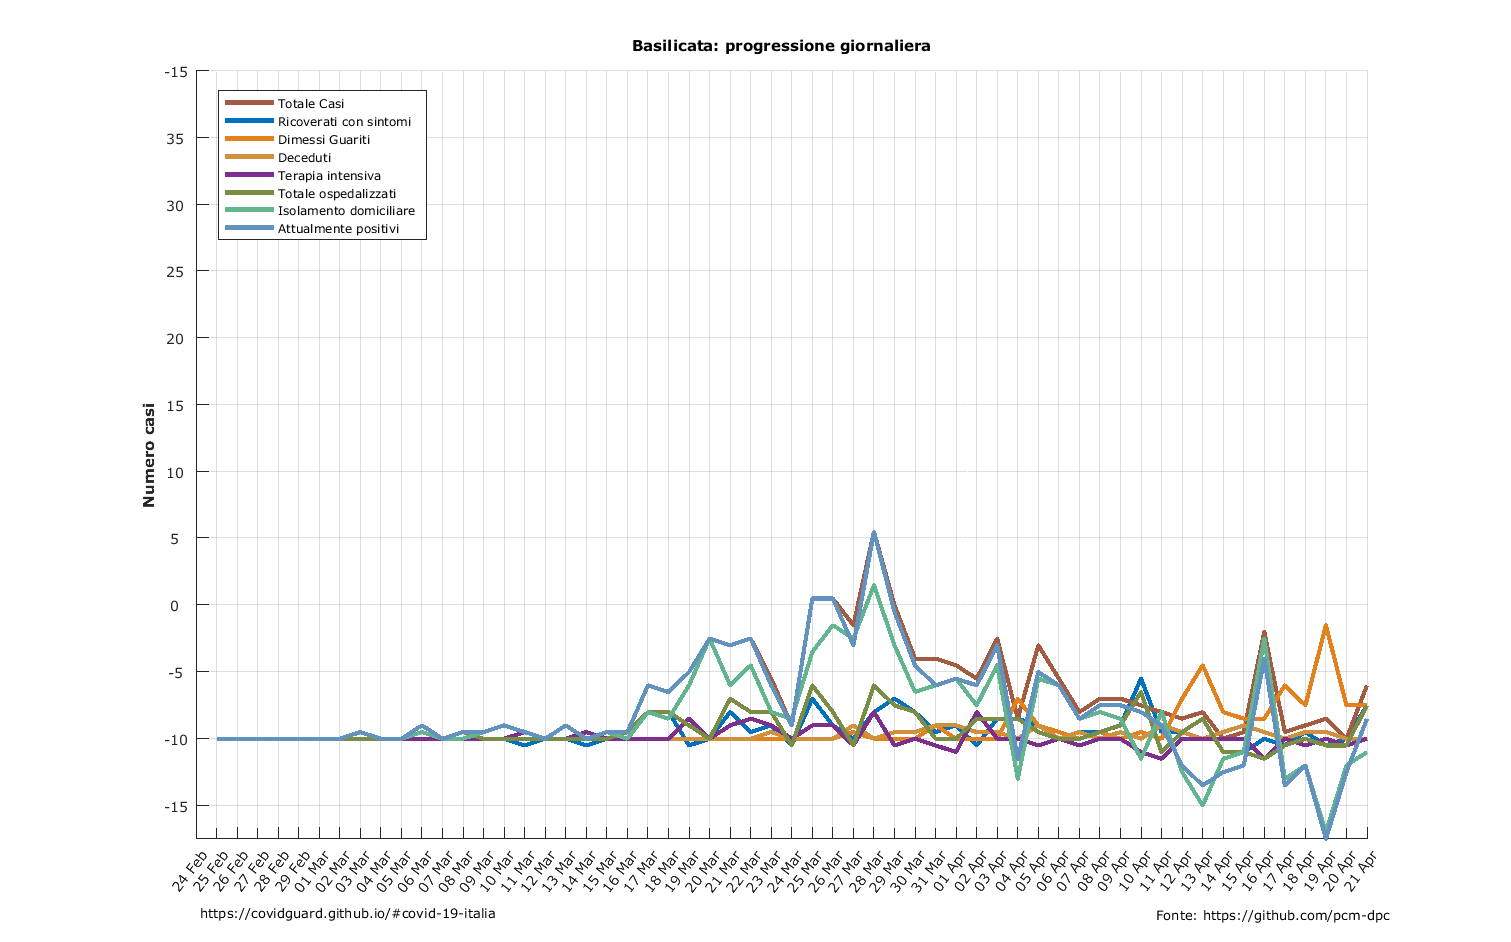 Basilicata: progressione giornaliera
-15
35
30
25
20
15
10
5
0
-5
-10
-15
Numero casi
Totale Casi
Ricoverati con sintomi
Dimessi Guariti
Deceduti
Terapia intensiva
Totale ospedalizzati
Isolamento domiciliare
Attualmente positivi
24 Feb
25 Feb
26 Feb
27 Feb
28 Feb
29 Feb
01 Mar
02 Mar
03 Mar
04 Mar
05 Mar
06 Mar
07 Mar
08 Mar
09 Mar
10 Mar
11 Mar
12 Mar
13 Mar
14 Mar
15 Mar
16 Mar
17 Mar
18 Mar
19 Mar
20 Mar
21 Mar
22 Mar
23 Mar
24 Mar
25 Mar
26 Mar
27 Mar
28 Mar
29 Mar
30 Mar
31 Mar
01 Apr
02 Apr
03 Apr
04 Apr
05 Apr
06 Apr
07 Apr
08 Apr
09 Apr
10 Apr
11 Apr
12 Apr
13 Apr
14 Apr
15 Apr
16 Apr
17 Apr
18 Apr
19 Apr
20 Apr
21 Apr
https://covidguard.github.io/#covid-19-italia
Fonte: https://github.com/pcm-dpc